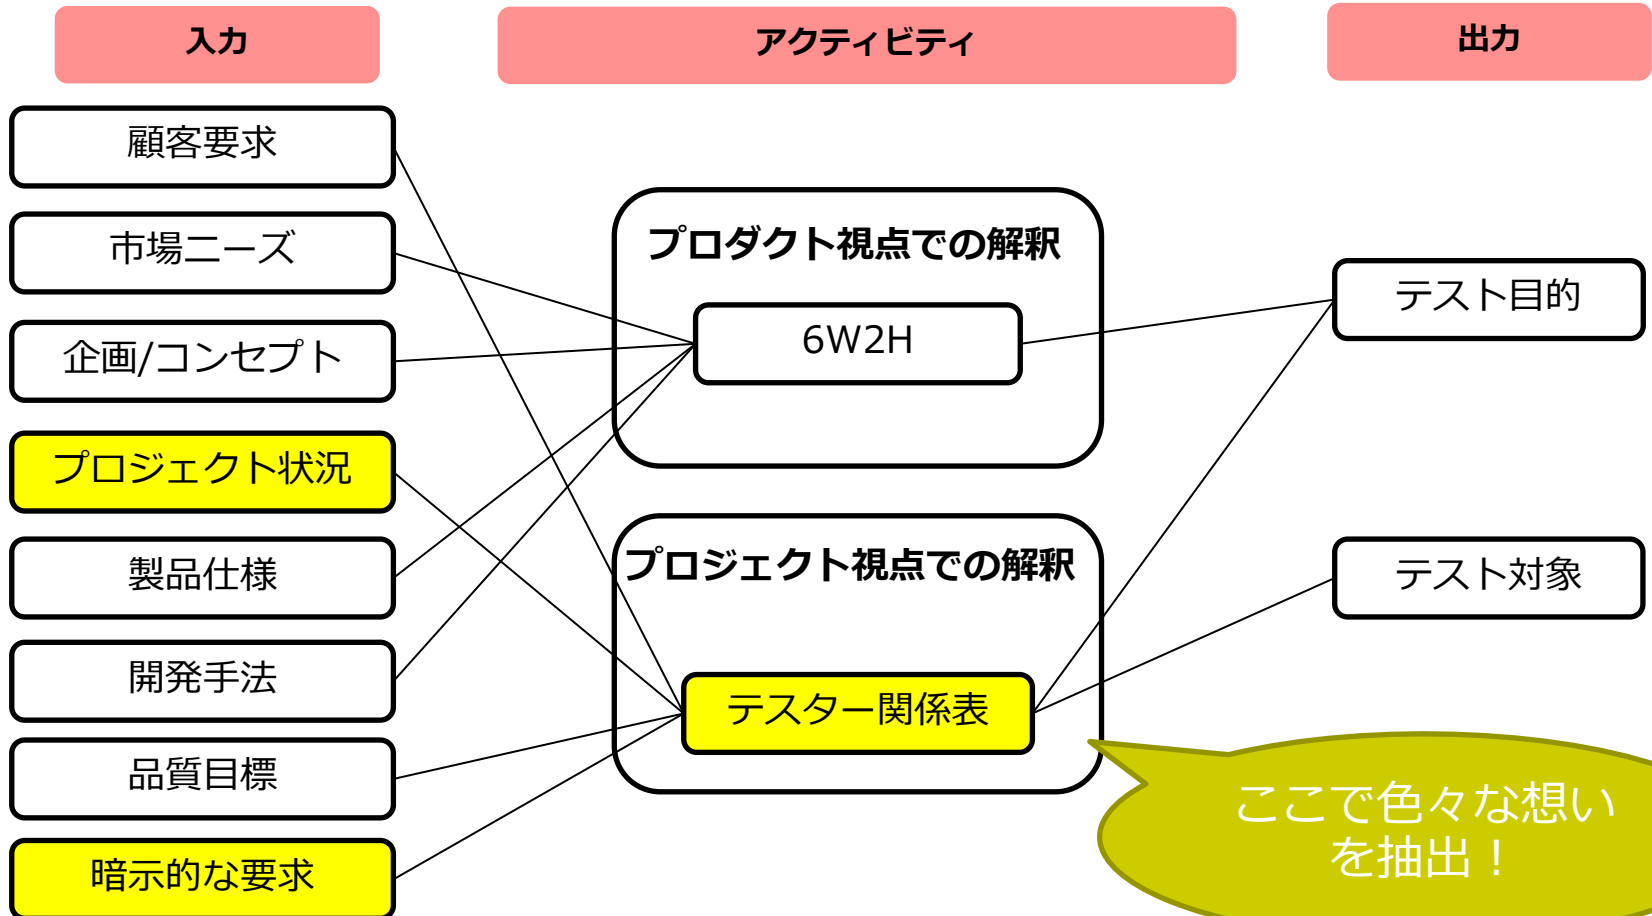 入力
アクティビティ
出力
顧客要求
市場ニーズ
企画/コンセプト
プロジェクト状況
製品仕様
開発手法
品質目標
暗示的な要求
プロダクト視点での解釈
6W2H
プロジェクト視点での解釈
テスター関係表
テスト目的
テスト対象
ここで色々な想い
を抽出！